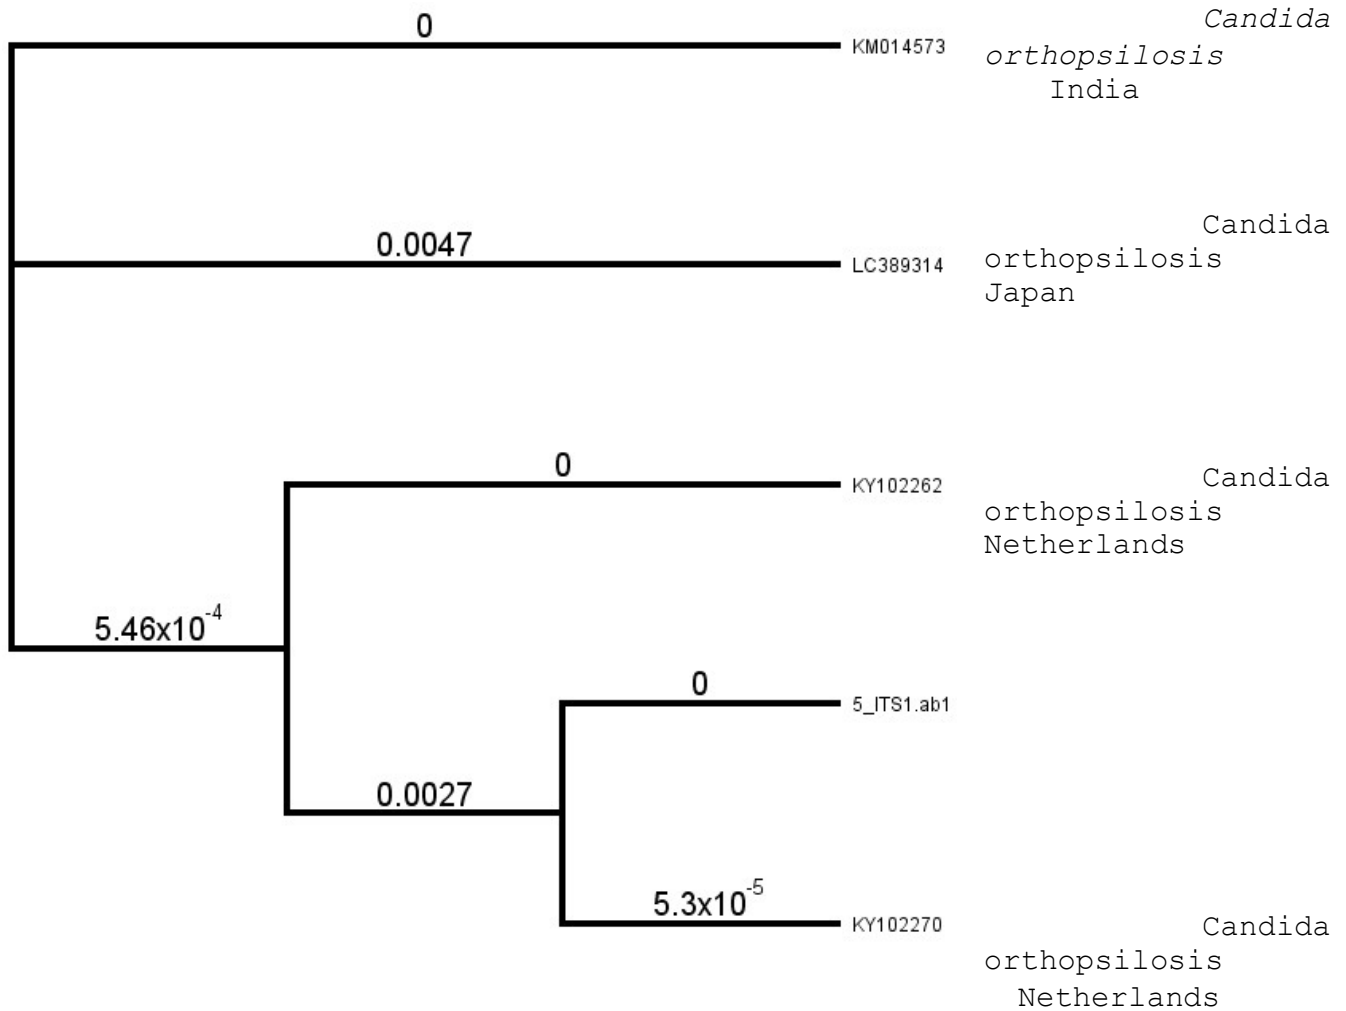 0
KM014573
Candida
orthopsilosis
India
0.0047
LC389314
Candida
orthopsilosis
Japan
0
KY102262
Candida
orthopsilosis
Netherlands
5.46x10⁻⁴
0
5_ITS1.ab1
0.0027
5.3x10⁻⁵
KY102270
Candida
orthopsilosis
Netherlands